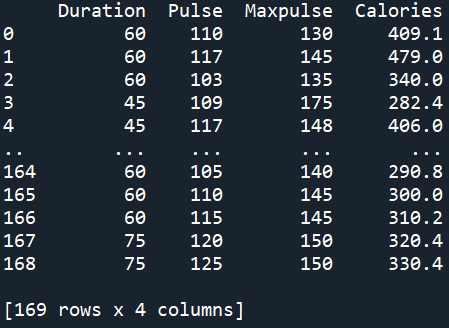 Duration Pulse Maxpulse Calories
0 60 110 130 409.1
1 60 117 145 479.0
2 60 103 135 340.0
3 45 109 175 282.4
4 45 117 148 406.0
.. ... ... ... ...
164 60 105 140 290.8
165 60 110 145 300.0
166 60 115 145 310.2
167 75 120 150 320.4
168 75 125 150 330.4
[169 rows x 4 columns]